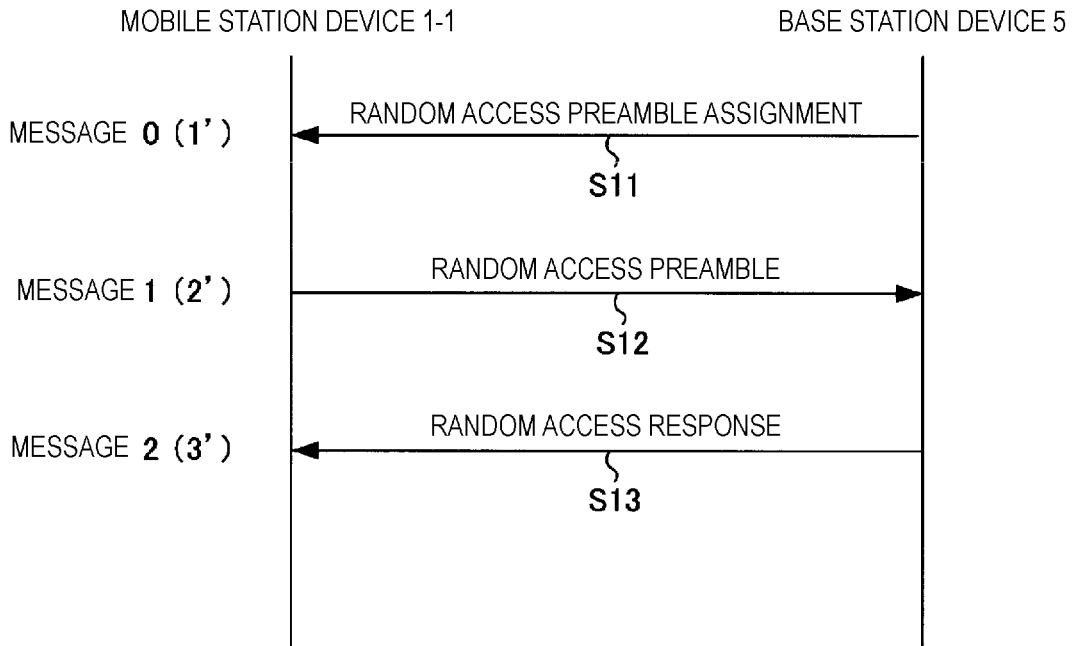 MOBILE STATION DEVICE 1-1
BASE STATION DEVICE 5
MESSAGE 0 (1')
RANDOM ACCESS PREAMBLE ASSIGNMENT
S11
MESSAGE 1 (2')
RANDOM ACCESS PREAMBLE
S12
MESSAGE 2 (3')
RANDOM ACCESS RESPONSE
S13